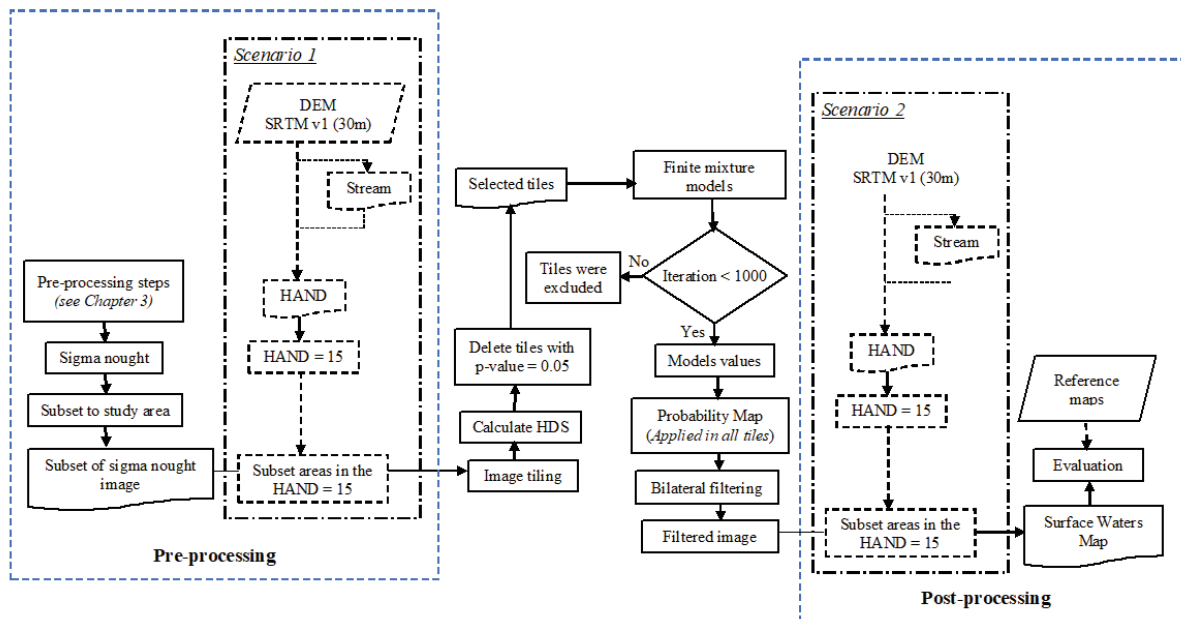 Pre-processing steps
(see Chapter 3)
Sigma nought
Subset to study area
Subset of sigma nought
image
Scenario 1
DEM
SRTM v1 (30m)
Stream
HAND
HAND = 15
Subset areas in the
HAND = 15
Pre-processing
Image tiling
Calculate HDS
Delete tiles with
p-value = 0.05
Selected tiles
Finite mixture
models
Iteration < 1000
No
Tiles were
excluded
Yes
Models values
Probability Map
(Applied in all tiles)
Bilateral filtering
Filtered image
Scenario 2
DEM
SRTM v1 (30m)
Stream
HAND
HAND = 15
Subset areas in the
HAND = 15
Surface Waters
Map
Evaluation
Reference
maps
Post-processing